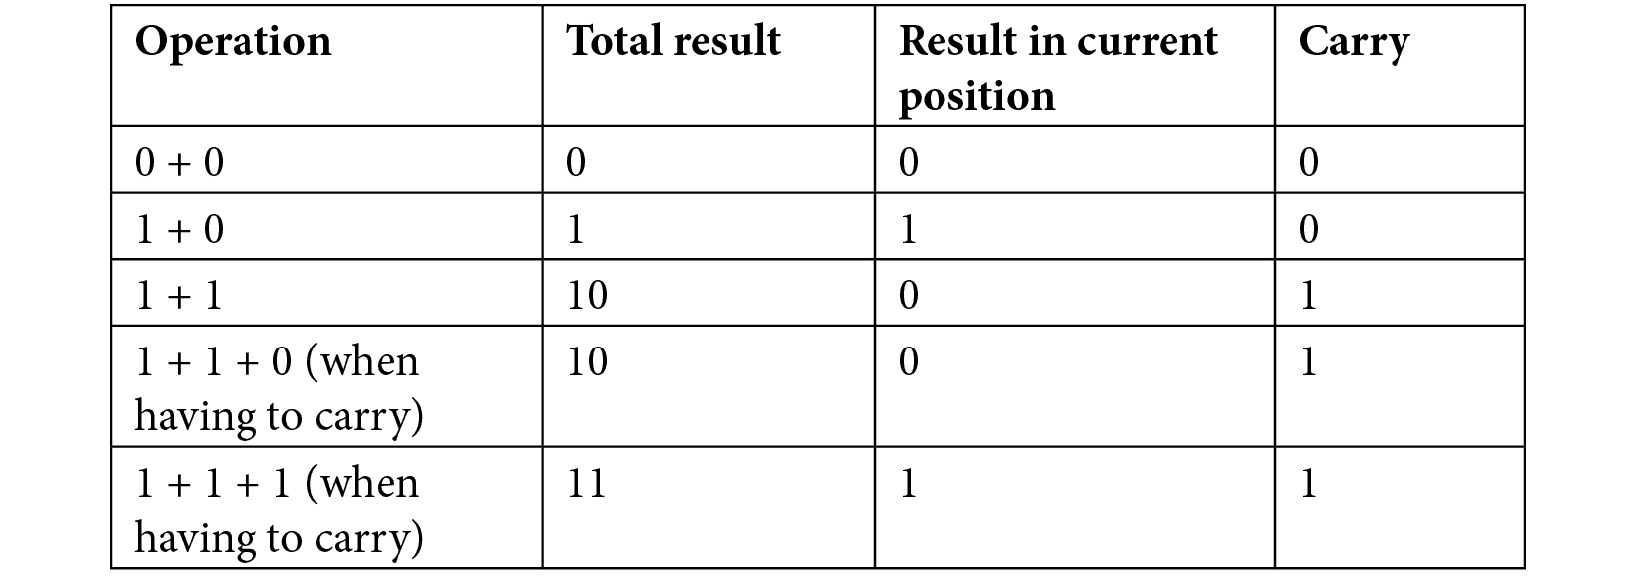 Operation Total result Result in current Carry
position
0 + 0 0 0 0
1 + 0 1 1 0
1 + 1 10 0 1
1 + 1 + 0 (when 10 0 1
having to carry)
1 + 1 + 1 (when 11 1 1
having to carry)